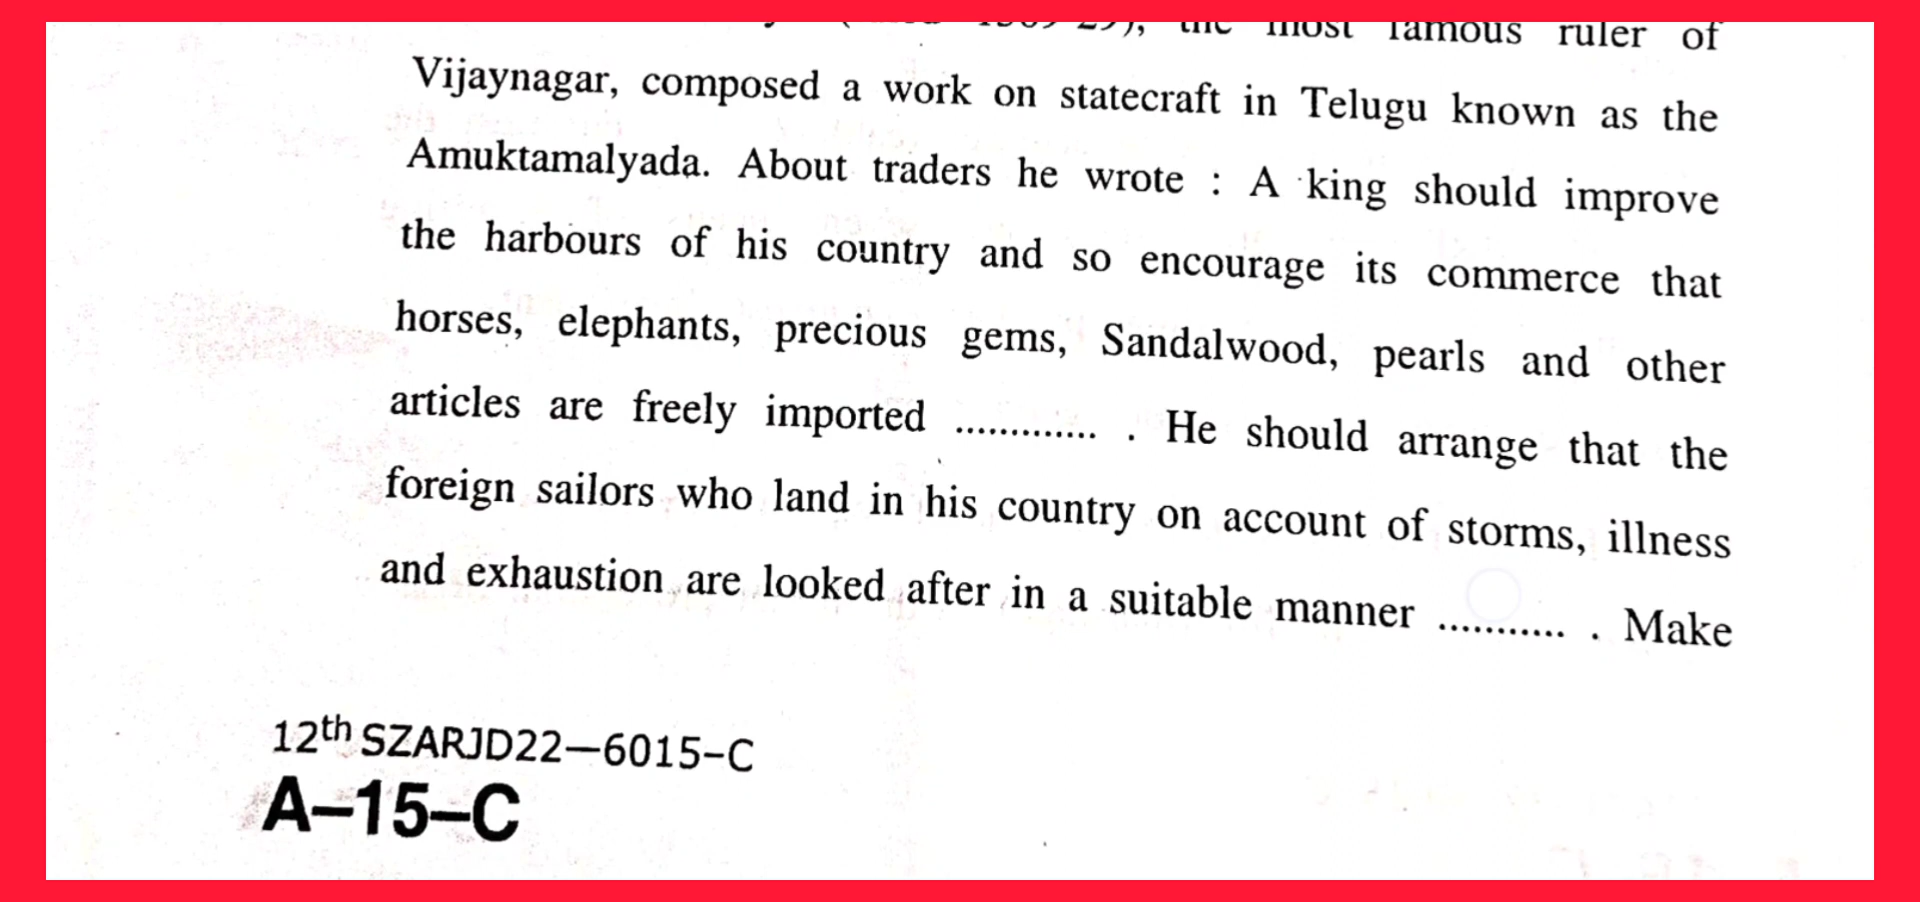 the most famous ruler of
Vijaynagar, composed a work on statecraft in Telugu known as the
Amuktamalyada. About traders he wrote : A king should improve
the harbours of his country and so encourage its commerce that
horses, elephants, precious gems, Sandalwood, pearls and other
articles are freely imported ............. . He should arrange that the
foreign sailors who land in his country on account of storms, illness
and exhaustion are looked after in a suitable manner ............ . Make
12th SZARJD22–6015–C
A–15–C